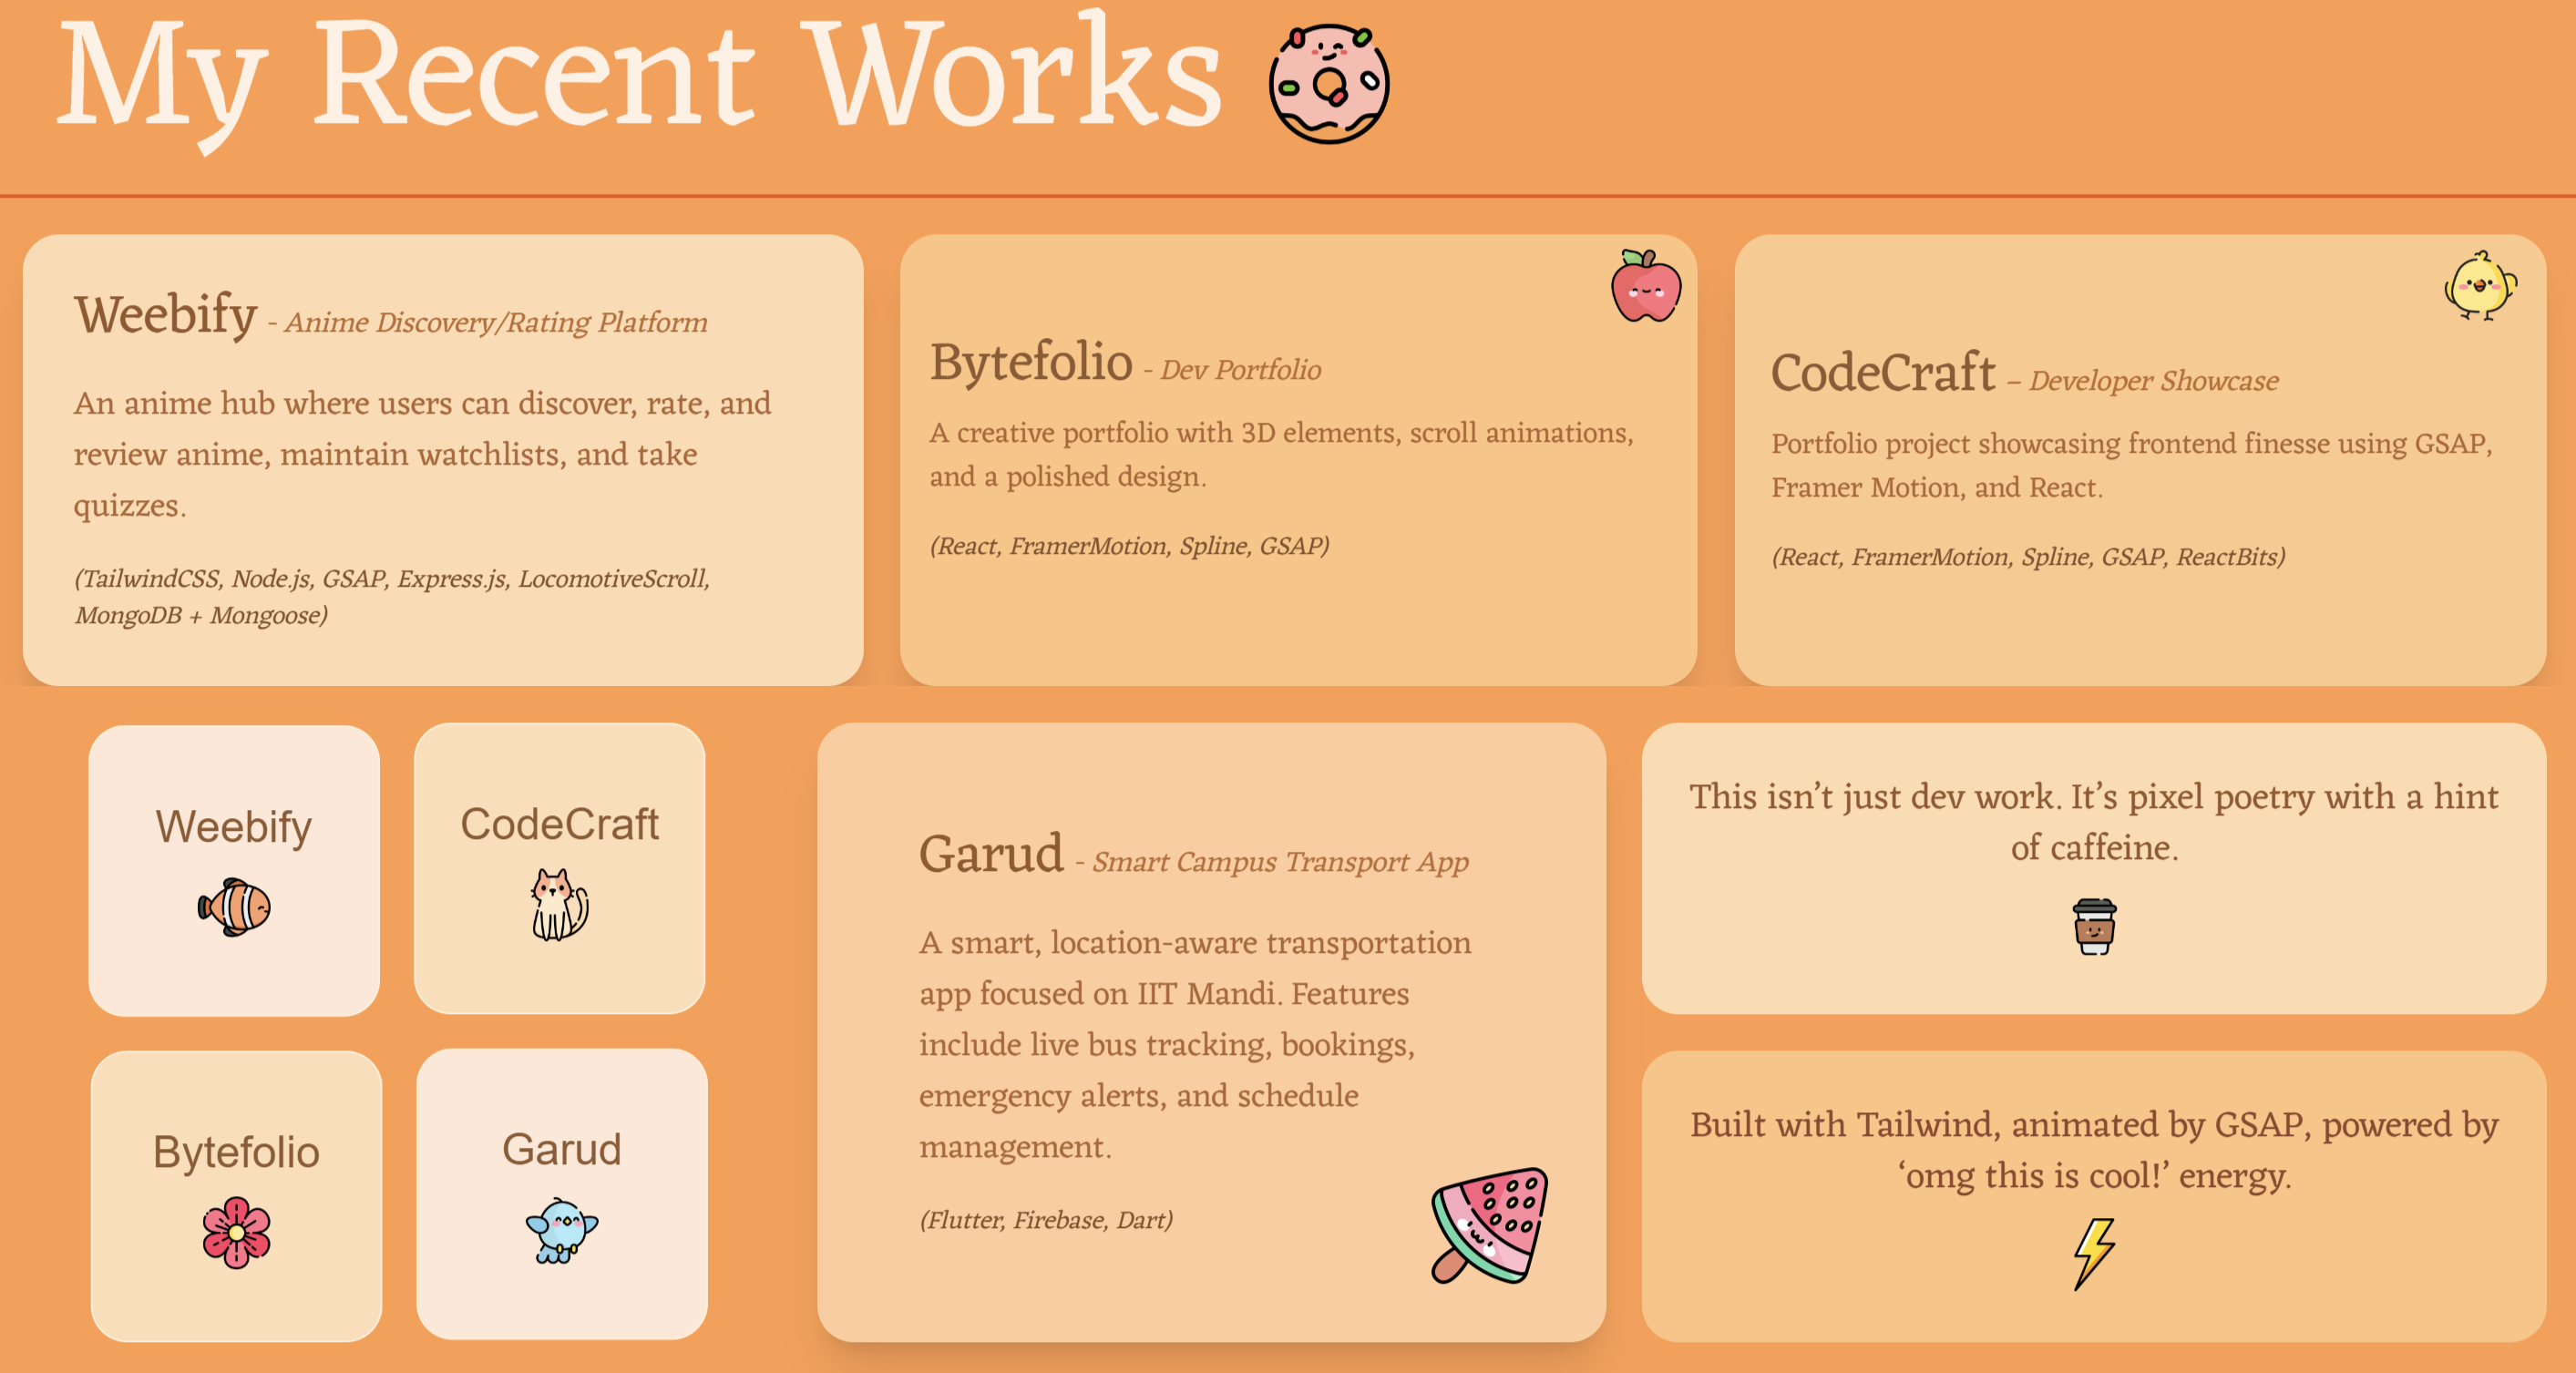 My Recent Works
Weebify - Anime Discovery/Rating Platform
An anime hub where users can discover, rate, and
review anime, maintain watchlists, and take
quizzes.
(TailwindCSS, Node.js, GSAP, Express.js, LocomotiveScroll,
MongoDB + Mongoose)
Bytefolio - Dev Portfolio
A creative portfolio with 3D elements, scroll animations,
and a polished design.
(React, FramerMotion, Spline, GSAP)
CodeCraft – Developer Showcase
Portfolio project showcasing frontend finesse using GSAP,
Framer Motion, and React.
(React, FramerMotion, Spline, GSAP, ReactBits)
Weebify
CodeCraft
Bytefolio
Garud
Garud - Smart Campus Transport App
A smart, location-aware transportation
app focused on IIT Mandi. Features
include live bus tracking, bookings,
emergency alerts, and schedule
management.
(Flutter, Firebase, Dart)
This isn’t just dev work. It’s pixel poetry with a hint
of caffeine.
Built with Tailwind, animated by GSAP, powered by
‘omg this is cool!’ energy.